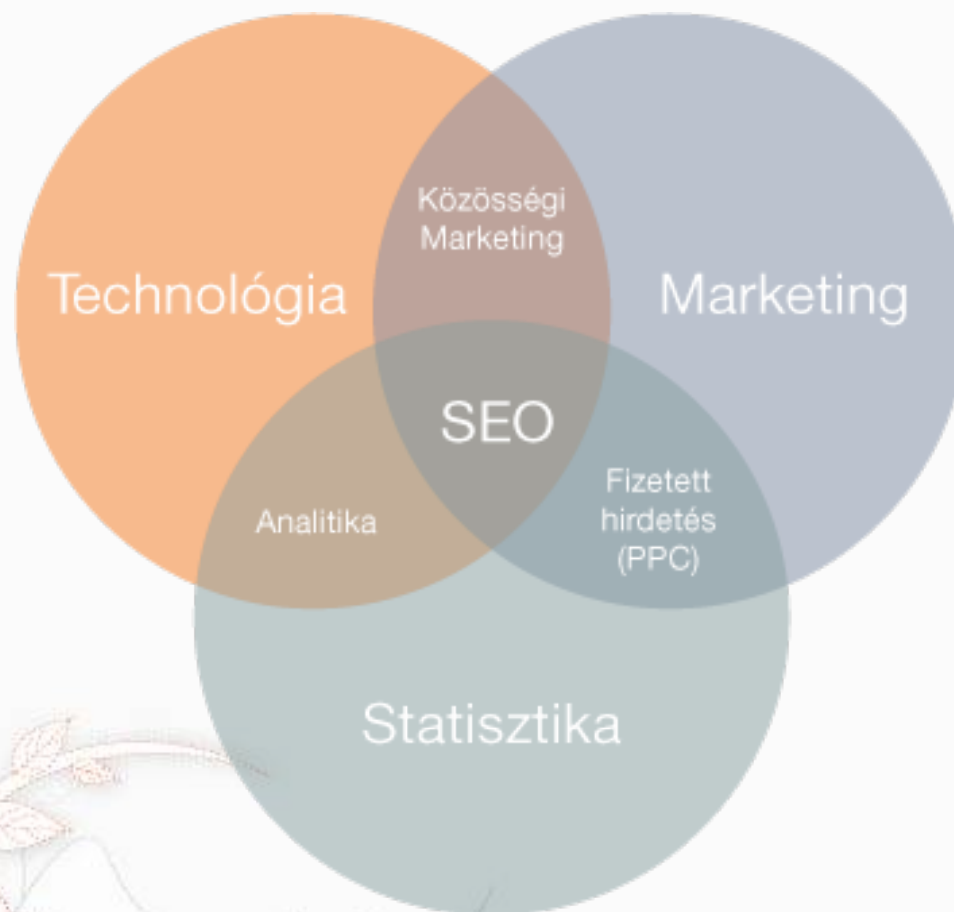 Közösségi
Marketing
Technológia
Marketing
SEO
Analitika
Fizetett
hirdetés
(PPC)
Statisztika